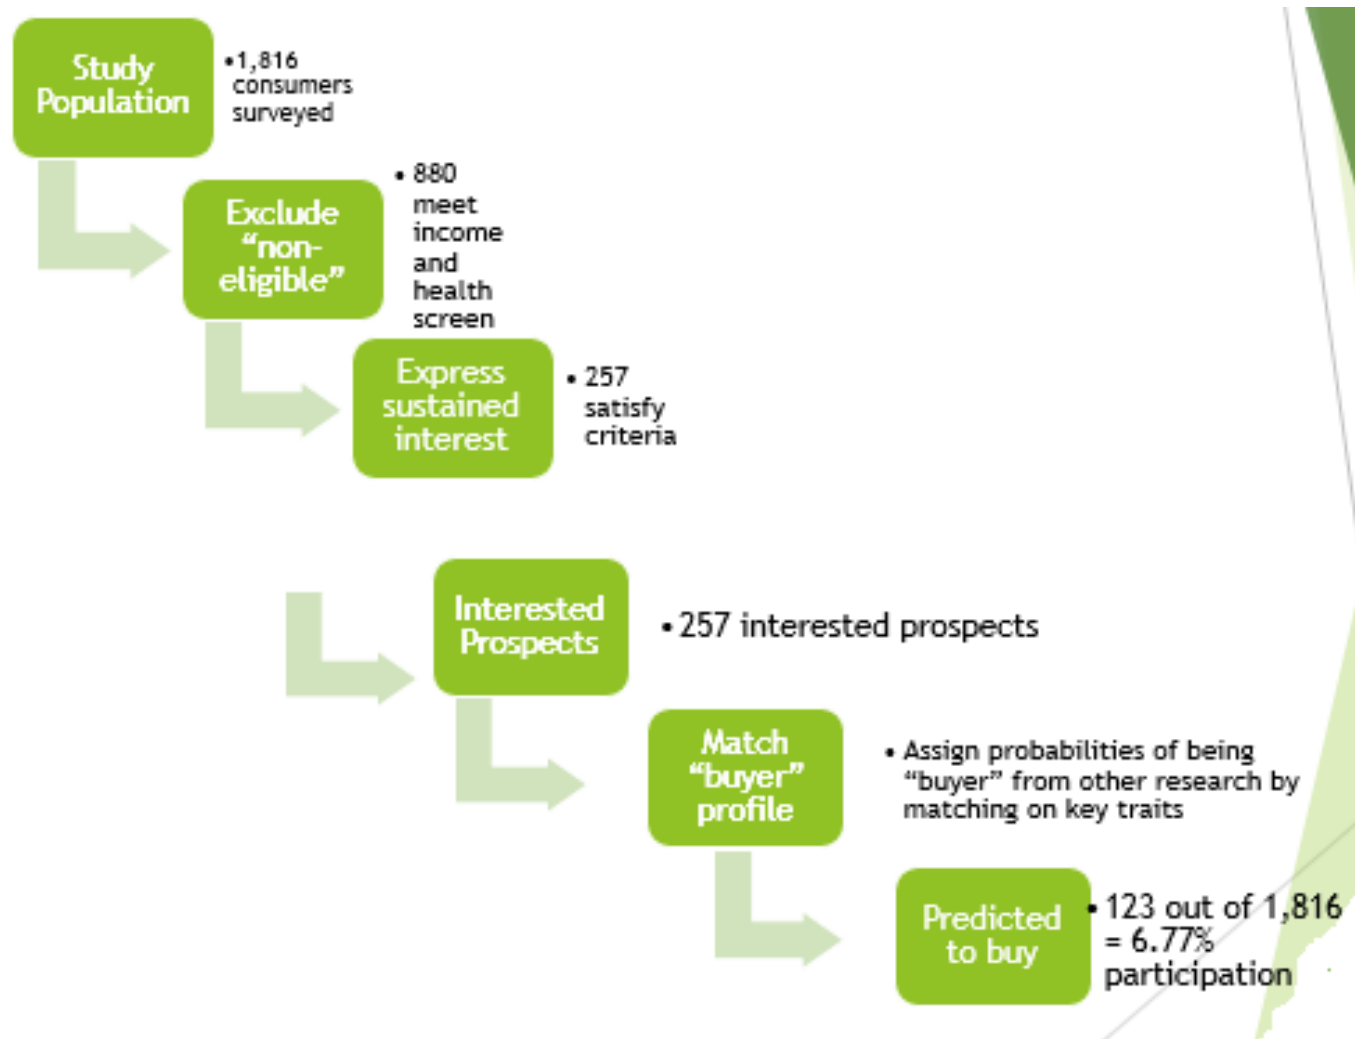 Study
Population
•1,816
consumers
surveyed
Exclude
“non-
eligible”
• 880
meet
income
and
health
screen
Express
sustained
interest
• 257
satisfy
criteria
Interested
Prospects
•257 interested prospects
Match
“buyer”
profile
• Assign probabilities of being
“buyer” from other research by
matching on key traits
Predicted
to buy
•123 out of 1,816
= 6.77%
participation